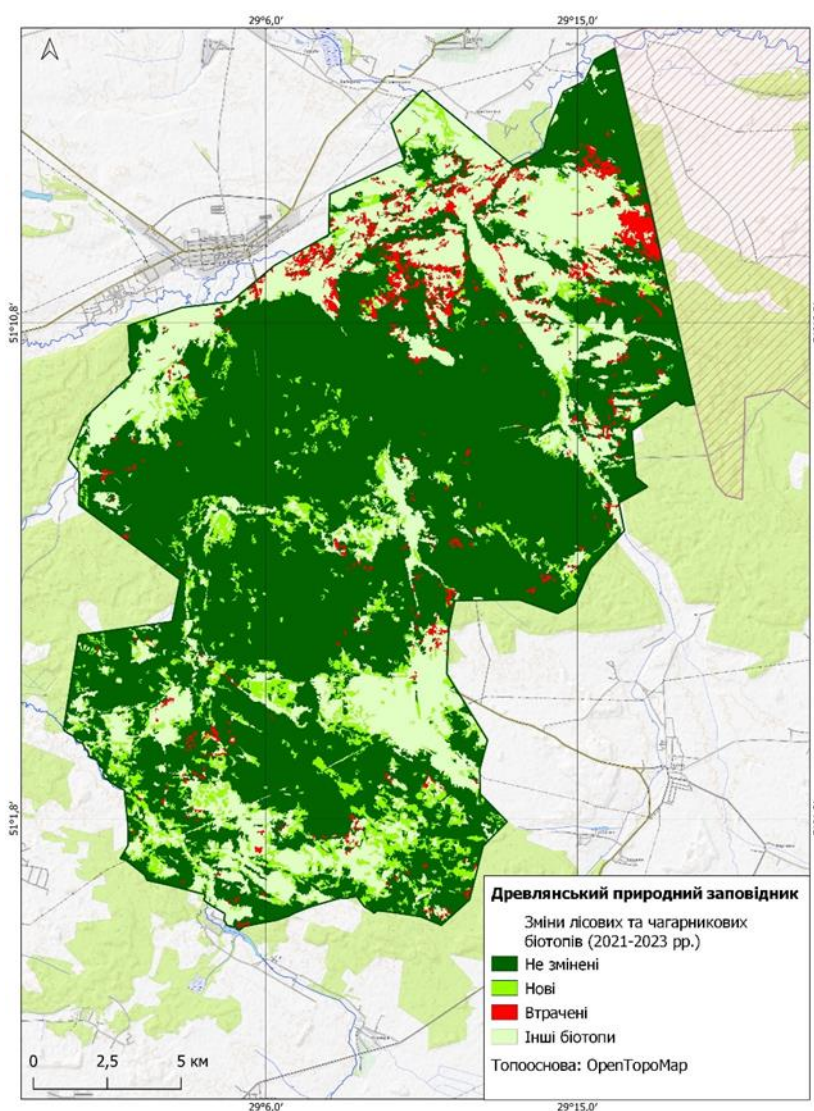 29°6,0'
29°15,0'
51°10,8'
51°1,8'
Древлянський природний заповідник
Зміни лісових та чагарникових
біотопів (2021-2023 рр.)
Не змінені
Нові
Втрачені
Інші біотопи
Топооснова: OpenTopoMap
0
2,5
5 км
29°6,0'
29°15,0'